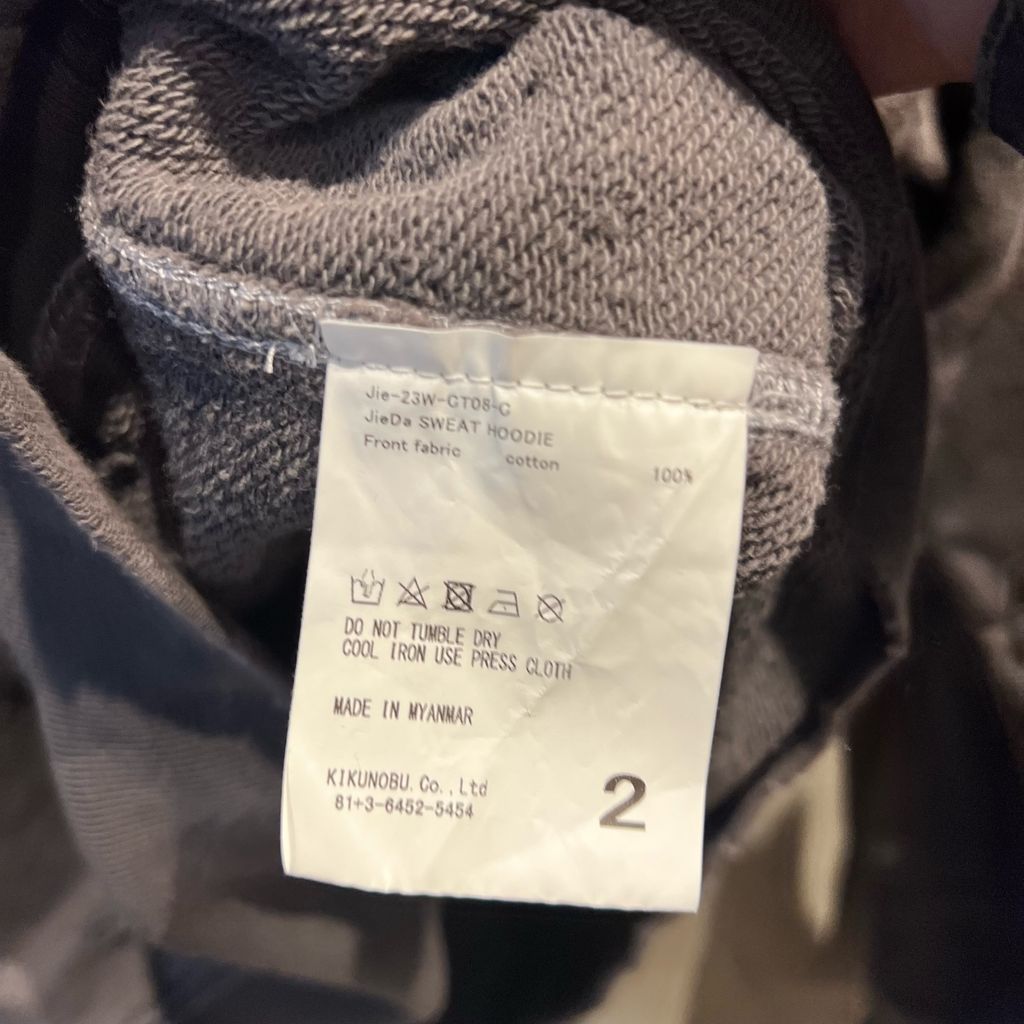 Jie-23W-CT08-C
JieDa SWEAT HOODIE
Front fabric cotton 100%
DO NOT TUMBLE DRY
COOL IRON USE PRESS CLOTH
MADE IN MYANMAR
KIKUNOBU. Co., Ltd
81+3-6452-5454
2